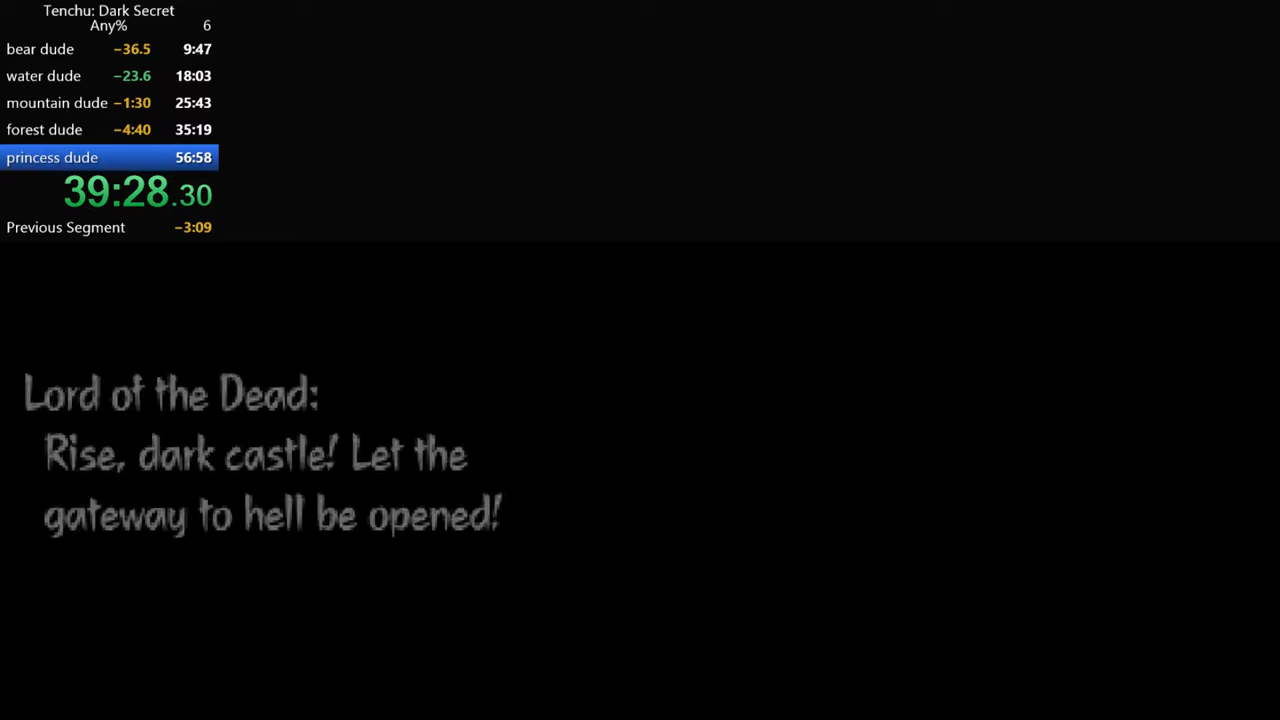 Tenchu: Dark Secret
Any% 6
bear dude -36.5 9:47
water dude -23.6 18:03
mountain dude -1:30 25:43
forest dude -4:40 35:19
princess dude 56:58
39:28.30
Previous Segment -3:09
Lord of the Dead:
Rise, dark castle! Let the
gateway to hell be opened!